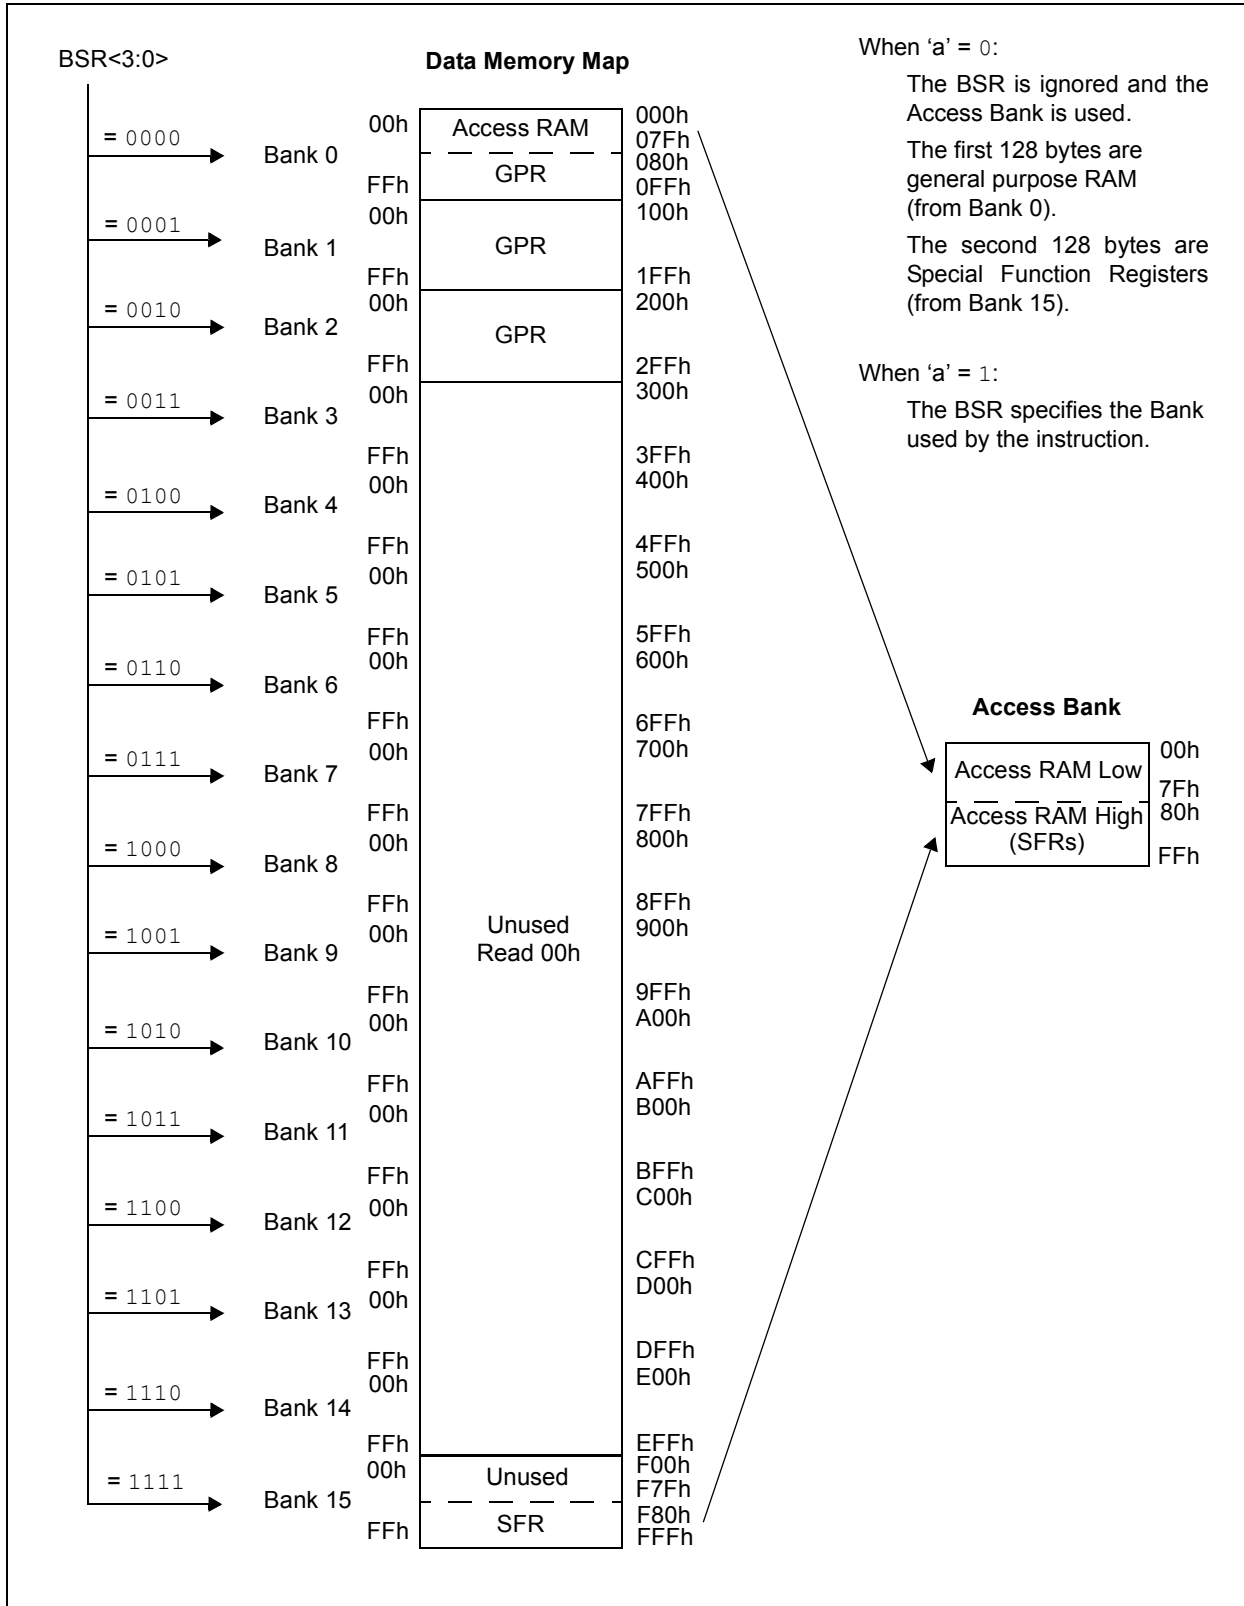 BSR<3:0>
Data Memory Map
When ‘a’ = 0:
The BSR is ignored and the
Access Bank is used.
The first 128 bytes are
general purpose RAM
(from Bank 0).
The second 128 bytes are
Special Function Registers
(from Bank 15).
When ‘a’ = 1:
The BSR specifies the Bank
used by the instruction.
= 0000
Bank 0
00h
FFh
Access RAM
GPR
000h
07Fh
080h
0FFh
= 0001
Bank 1
00h
FFh
GPR
100h
1FFh
= 0010
Bank 2
00h
FFh
GPR
200h
2FFh
= 0011
Bank 3
00h
FFh
300h
3FFh
= 0100
Bank 4
00h
FFh
400h
4FFh
= 0101
Bank 5
00h
FFh
500h
5FFh
= 0110
Bank 6
00h
FFh
600h
6FFh
= 0111
Bank 7
00h
FFh
700h
7FFh
= 1000
Bank 8
00h
FFh
800h
8FFh
= 1001
Bank 9
00h
FFh
Unused
Read 00h
900h
9FFh
= 1010
Bank 10
00h
FFh
A00h
AFFh
= 1011
Bank 11
00h
FFh
B00h
BFFh
= 1100
Bank 12
00h
FFh
C00h
CFFh
= 1101
Bank 13
00h
FFh
D00h
DFFh
= 1110
Bank 14
00h
FFh
E00h
EFFh
= 1111
Bank 15
00h
FFh
Unused
SFR
F00h
F7Fh
F80h
FFFh
Access Bank
Access RAM Low
Access RAM High
(SFRs)
00h
7Fh
80h
FFh